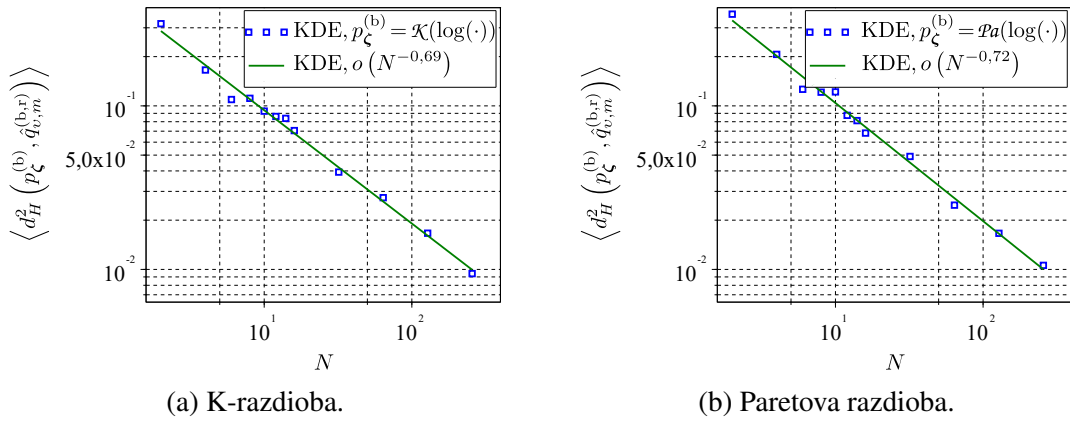 KDE, p_ζ^(b) = 𝒦(log(·))
KDE, o (N^−0,69)
⟨d_H^2 (p_ζ^(b), q̂_υ,m^(b,r))⟩
10^-1
5,0x10^-2
10^-2
10^1
10^2
N
(a) K-razdioba.
KDE, p_ζ^(b) = 𝒫𝒶(log(·))
KDE, o (N^−0,72)
⟨d_H^2 (p_ζ^(b), q̂_υ,m^(b,r))⟩
10^-1
5,0x10^-2
10^-2
10^1
10^2
N
(b) Paretova razdioba.